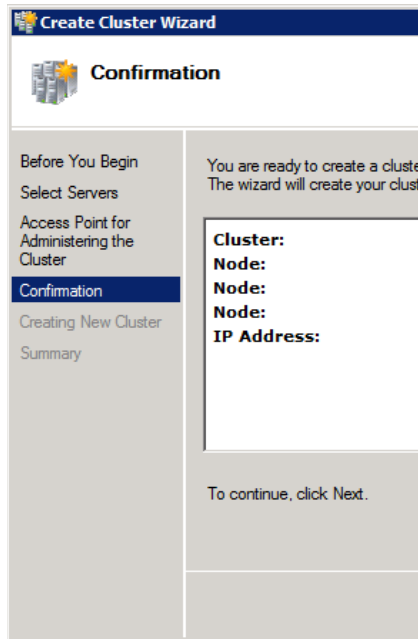 Create Cluster Wizard
Confirmation
Before You Begin
Select Servers
Access Point for
Administering the
Cluster
Confirmation
Creating New Cluster
Summary
You are ready to create a cluste
The wizard will create your clust
Cluster:
Node:
Node:
Node:
IP Address:
To continue, click Next.